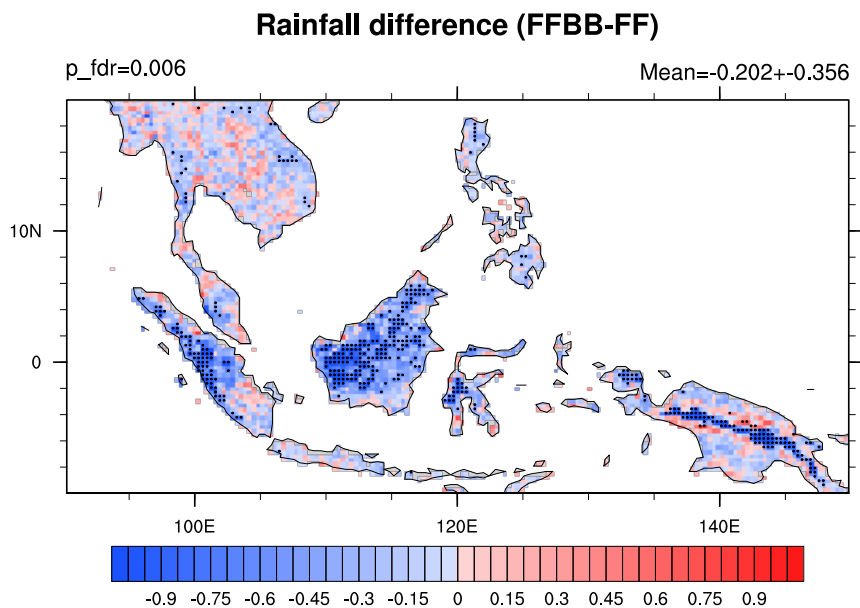 Rainfall difference (FFBB-FF)
p_fdr=0.006 Mean=-0.202+-0.356
10N
0
100E 120E 140E
-0.9 -0.75 -0.6 -0.45 -0.3 -0.15 0 0.15 0.3 0.45 0.6 0.75 0.9